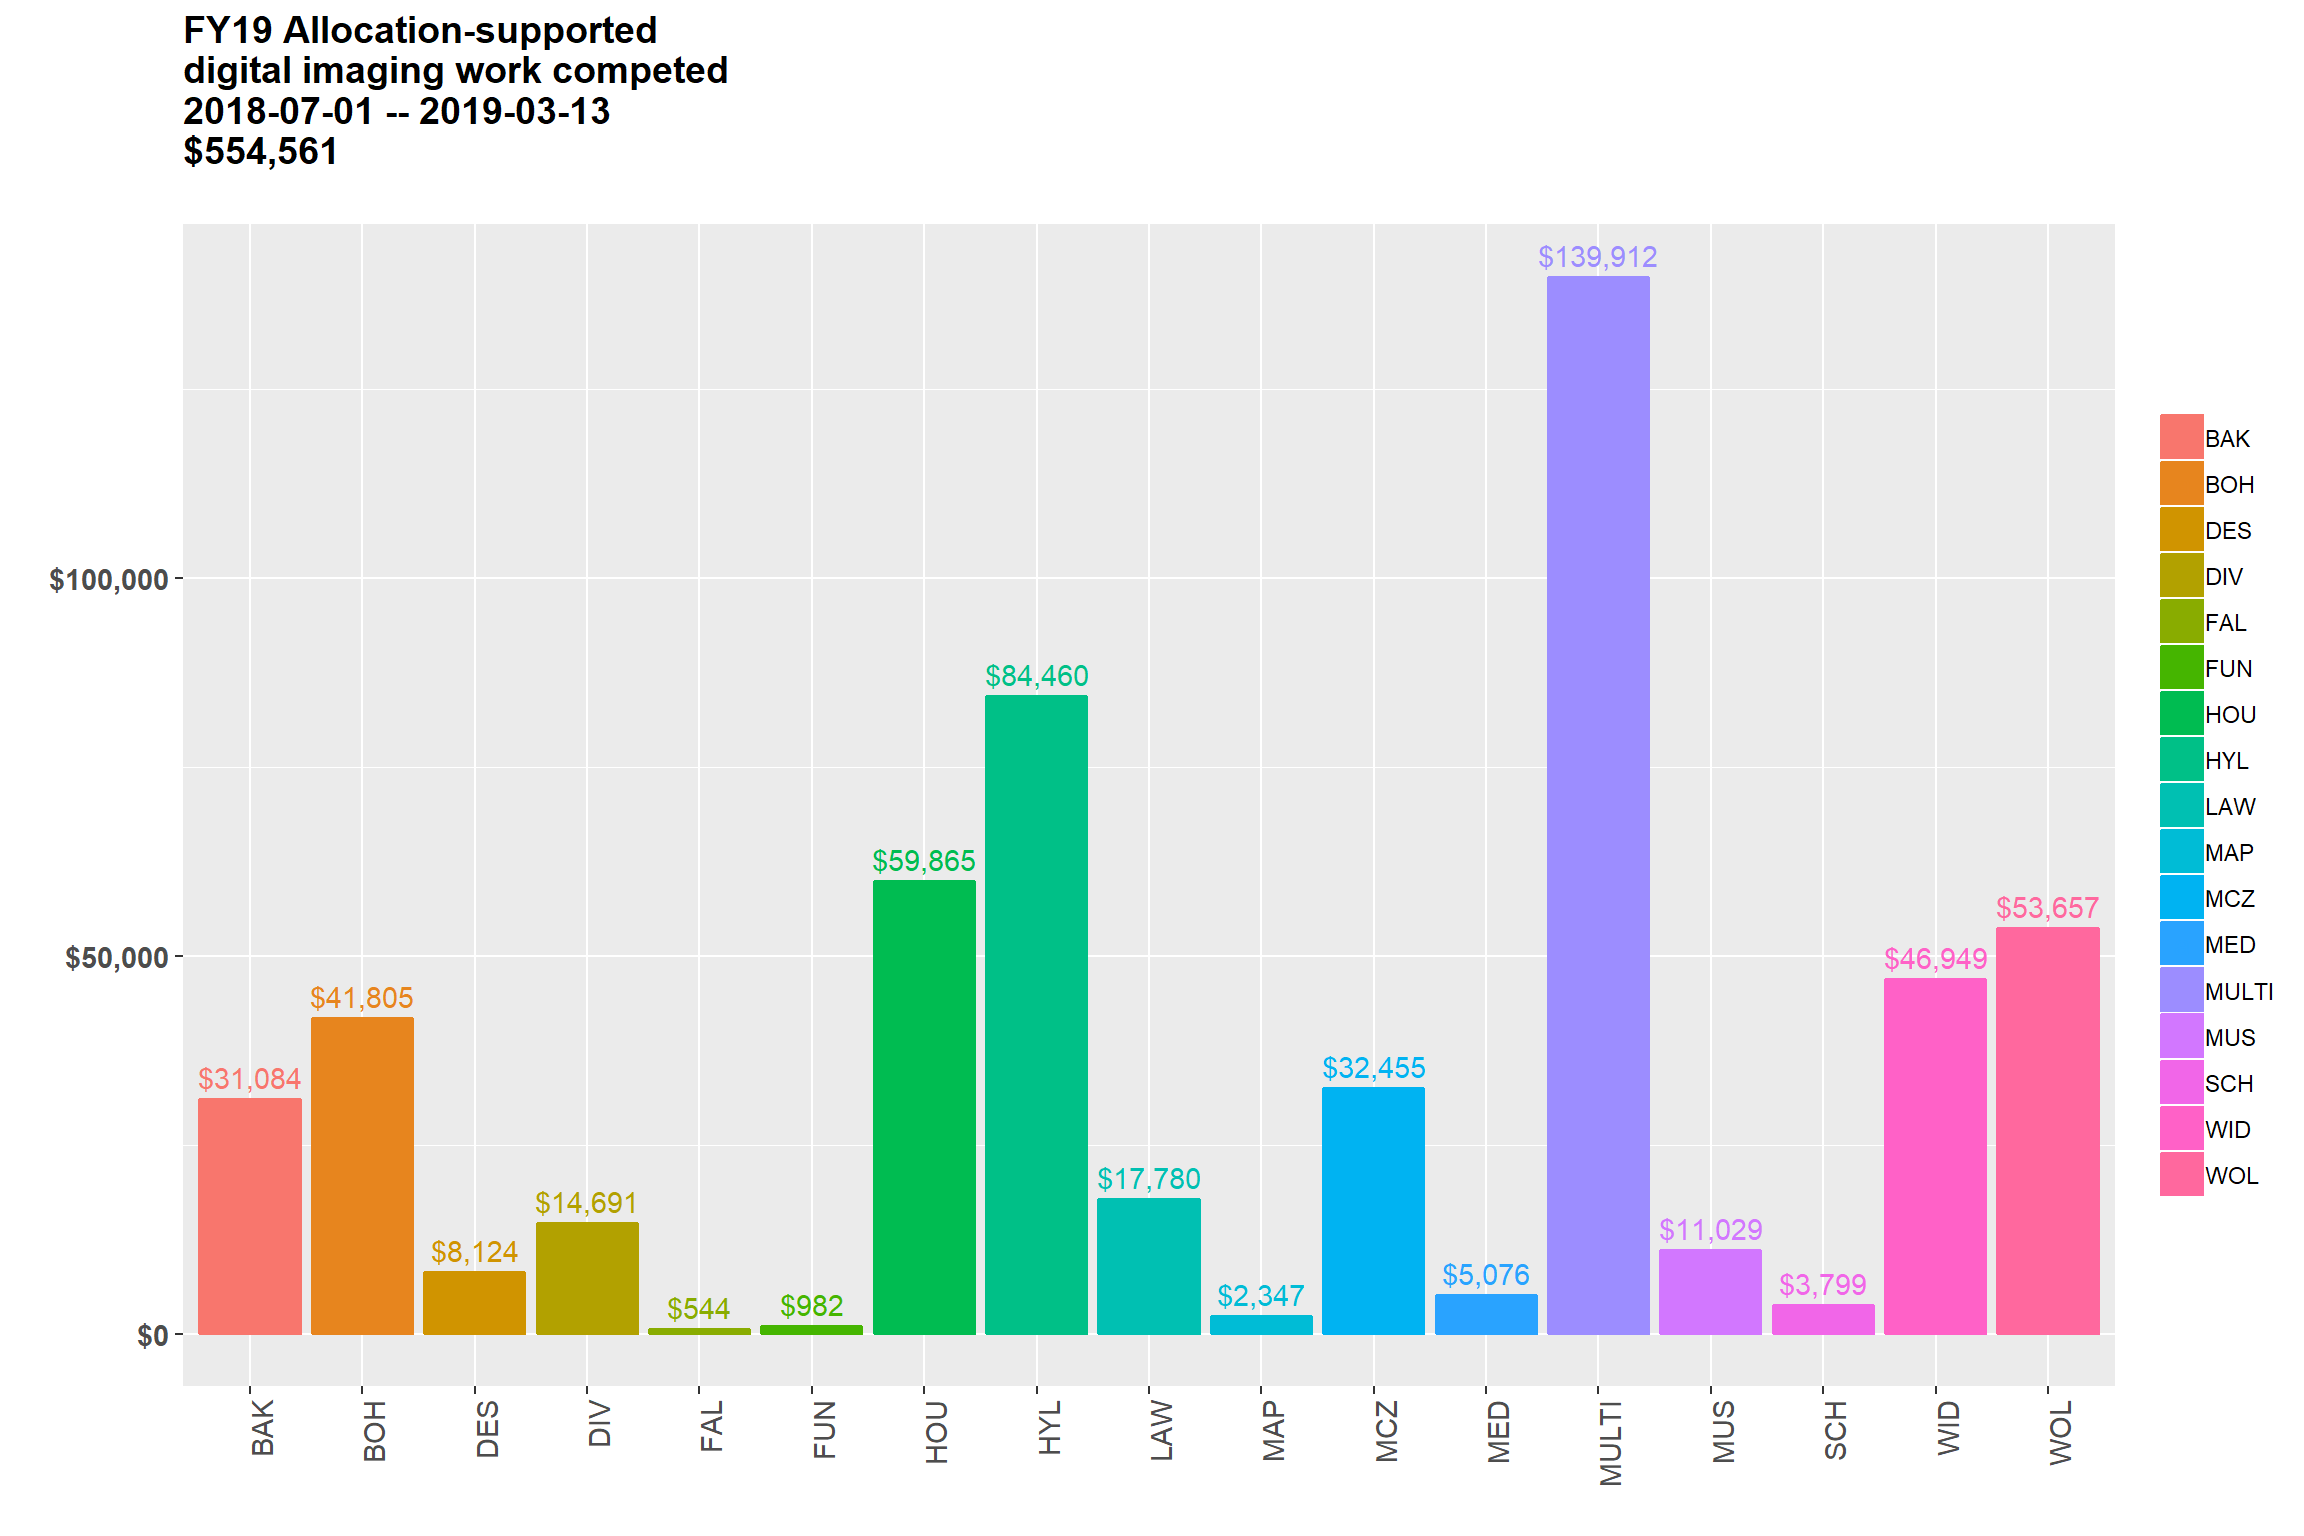 FY19 Allocation-supported
digital imaging work competed
2018-07-01 -- 2019-03-13
$554,561
$139,912
$100,000
$84,460
$59,865
$53,657
$50,000
$46,949
$41,805
$32,455
$31,084
$17,780
$14,691
$11,029
$8,124
$5,076
$3,799
$2,347
$982
$544
$0
BAK
BOH
DES
DIV
FAL
FUN
HOU
HYL
LAW
MAP
MCZ
MED
MULTI
MUS
SCH
WID
WOL
BAK
BOH
DES
DIV
FAL
FUN
HOU
HYL
LAW
MAP
MCZ
MED
MULTI
MUS
SCH
WID
WOL